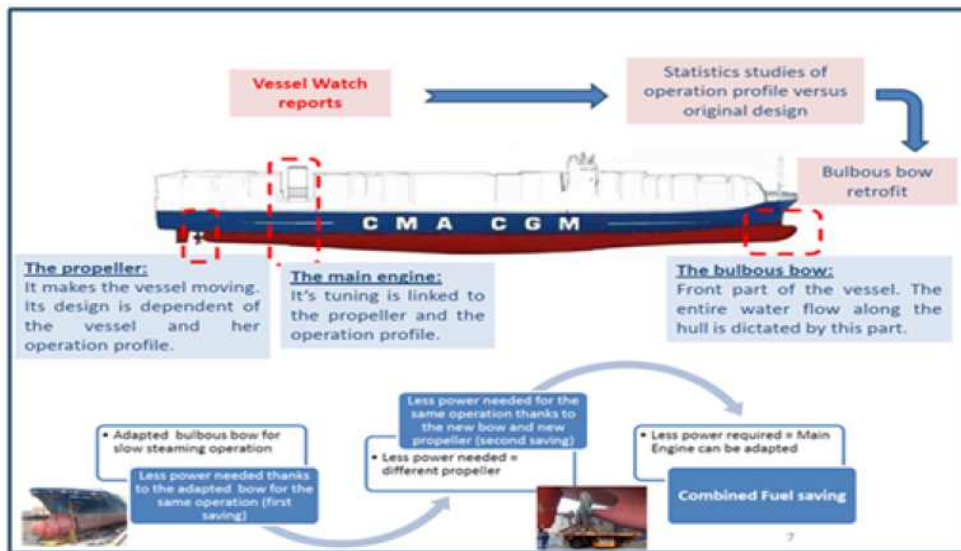 Vessel Watch
reports
Statistics studies of
operation profile versus
original design
Bulbous bow
retrofit
CMA CGM
The propeller:
It makes the vessel moving.
Its design is dependent of
the vessel and her
operation profile.
The main engine:
It's tuning is linked to
the propeller and the
operation profile.
The bulbous bow:
Front part of the vessel. The
entire water flow along the
hull is dictated by this part.
• Adapted bulbous bow for
slow steaming operation
Less power needed thanks
to the adapted bow for the
same operation (first
saving)
Less power needed for the
same operation thanks to
the new bow and new
propeller (second saving)
• Less power needed =
different propeller
• Less power required = Main
Engine can be adapted
Combined Fuel saving
7